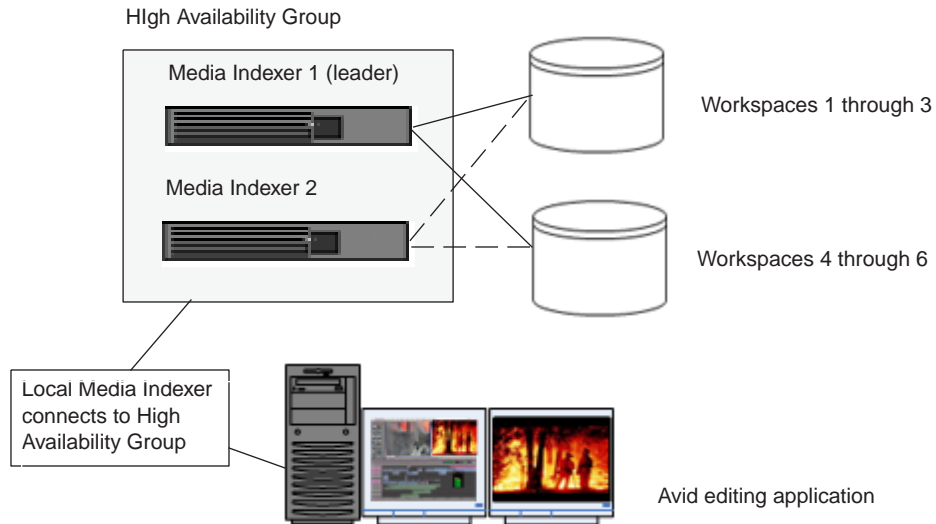 HIgh Availability Group
Media Indexer 1 (leader)
Workspaces 1 through 3
Media Indexer 2
Workspaces 4 through 6
Local Media Indexer
connects to High
Availability Group
Avid editing application